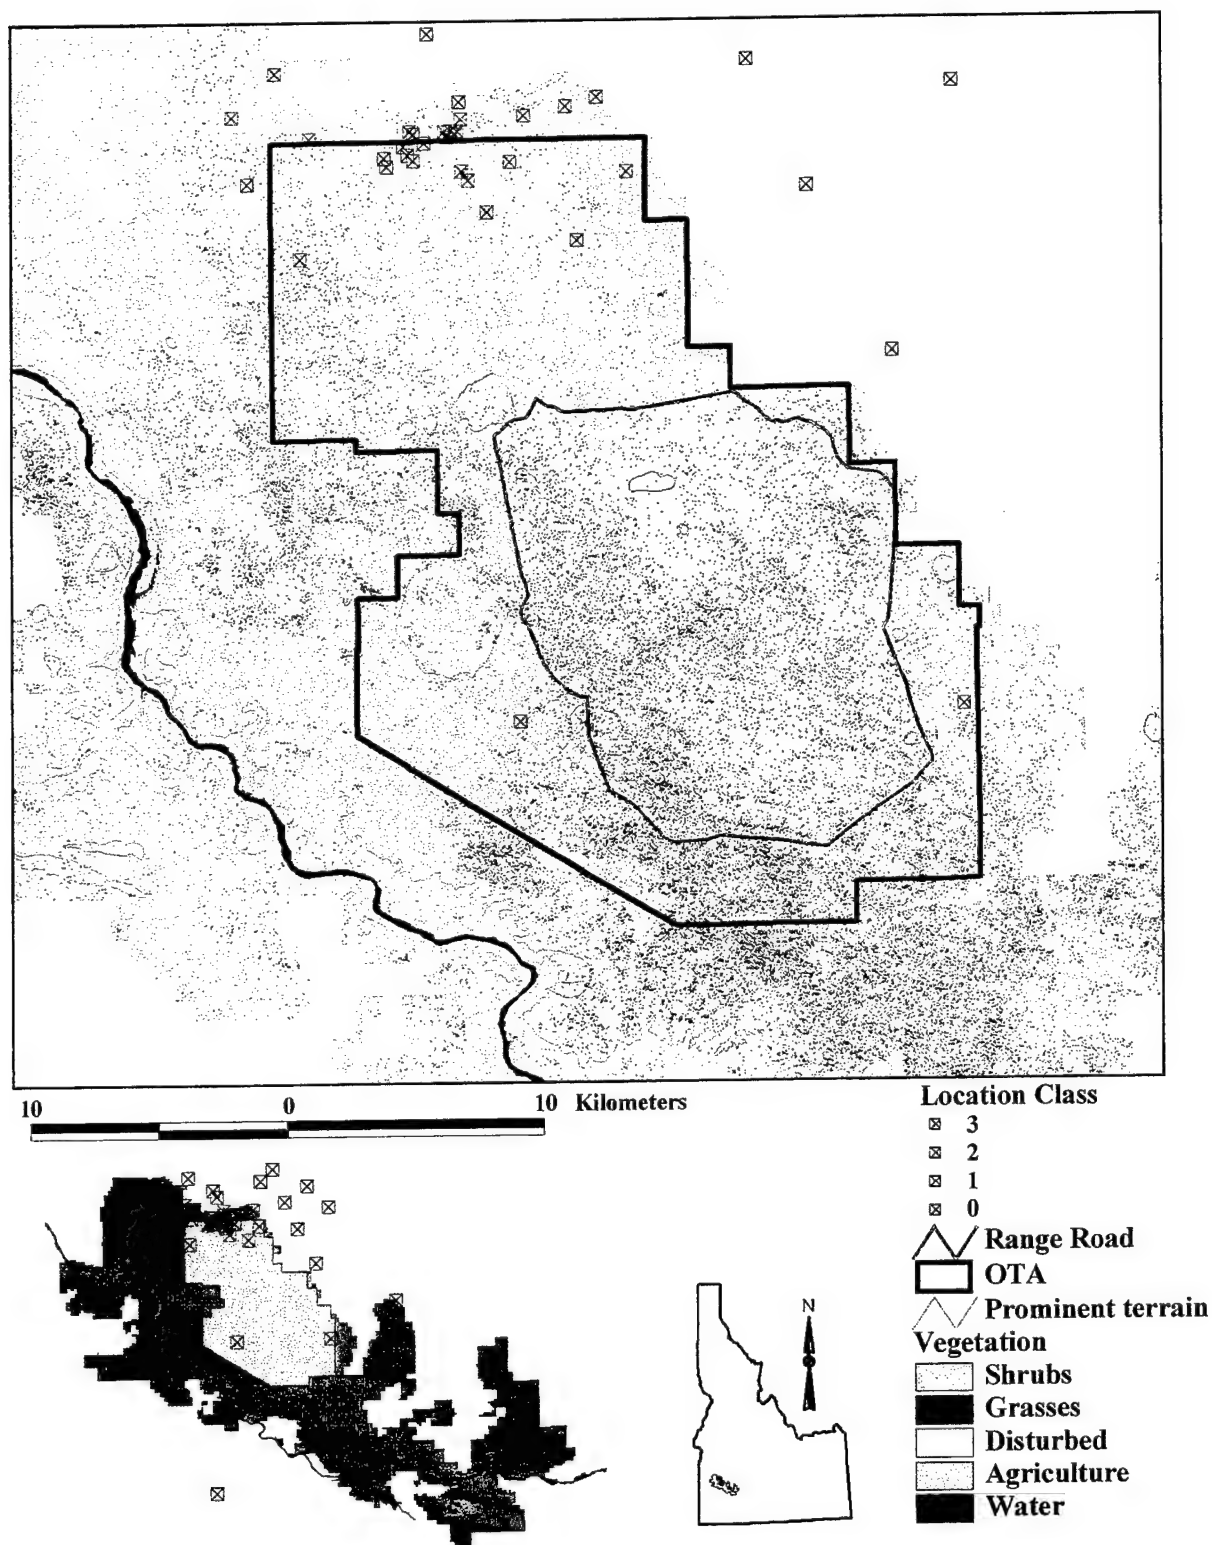 10 0 10 Kilometers
Location Class
3
2
1
0
Range Road
OTA
Prominent terrain
Vegetation
Shrubs
Grasses
Disturbed
Agriculture
Water
N